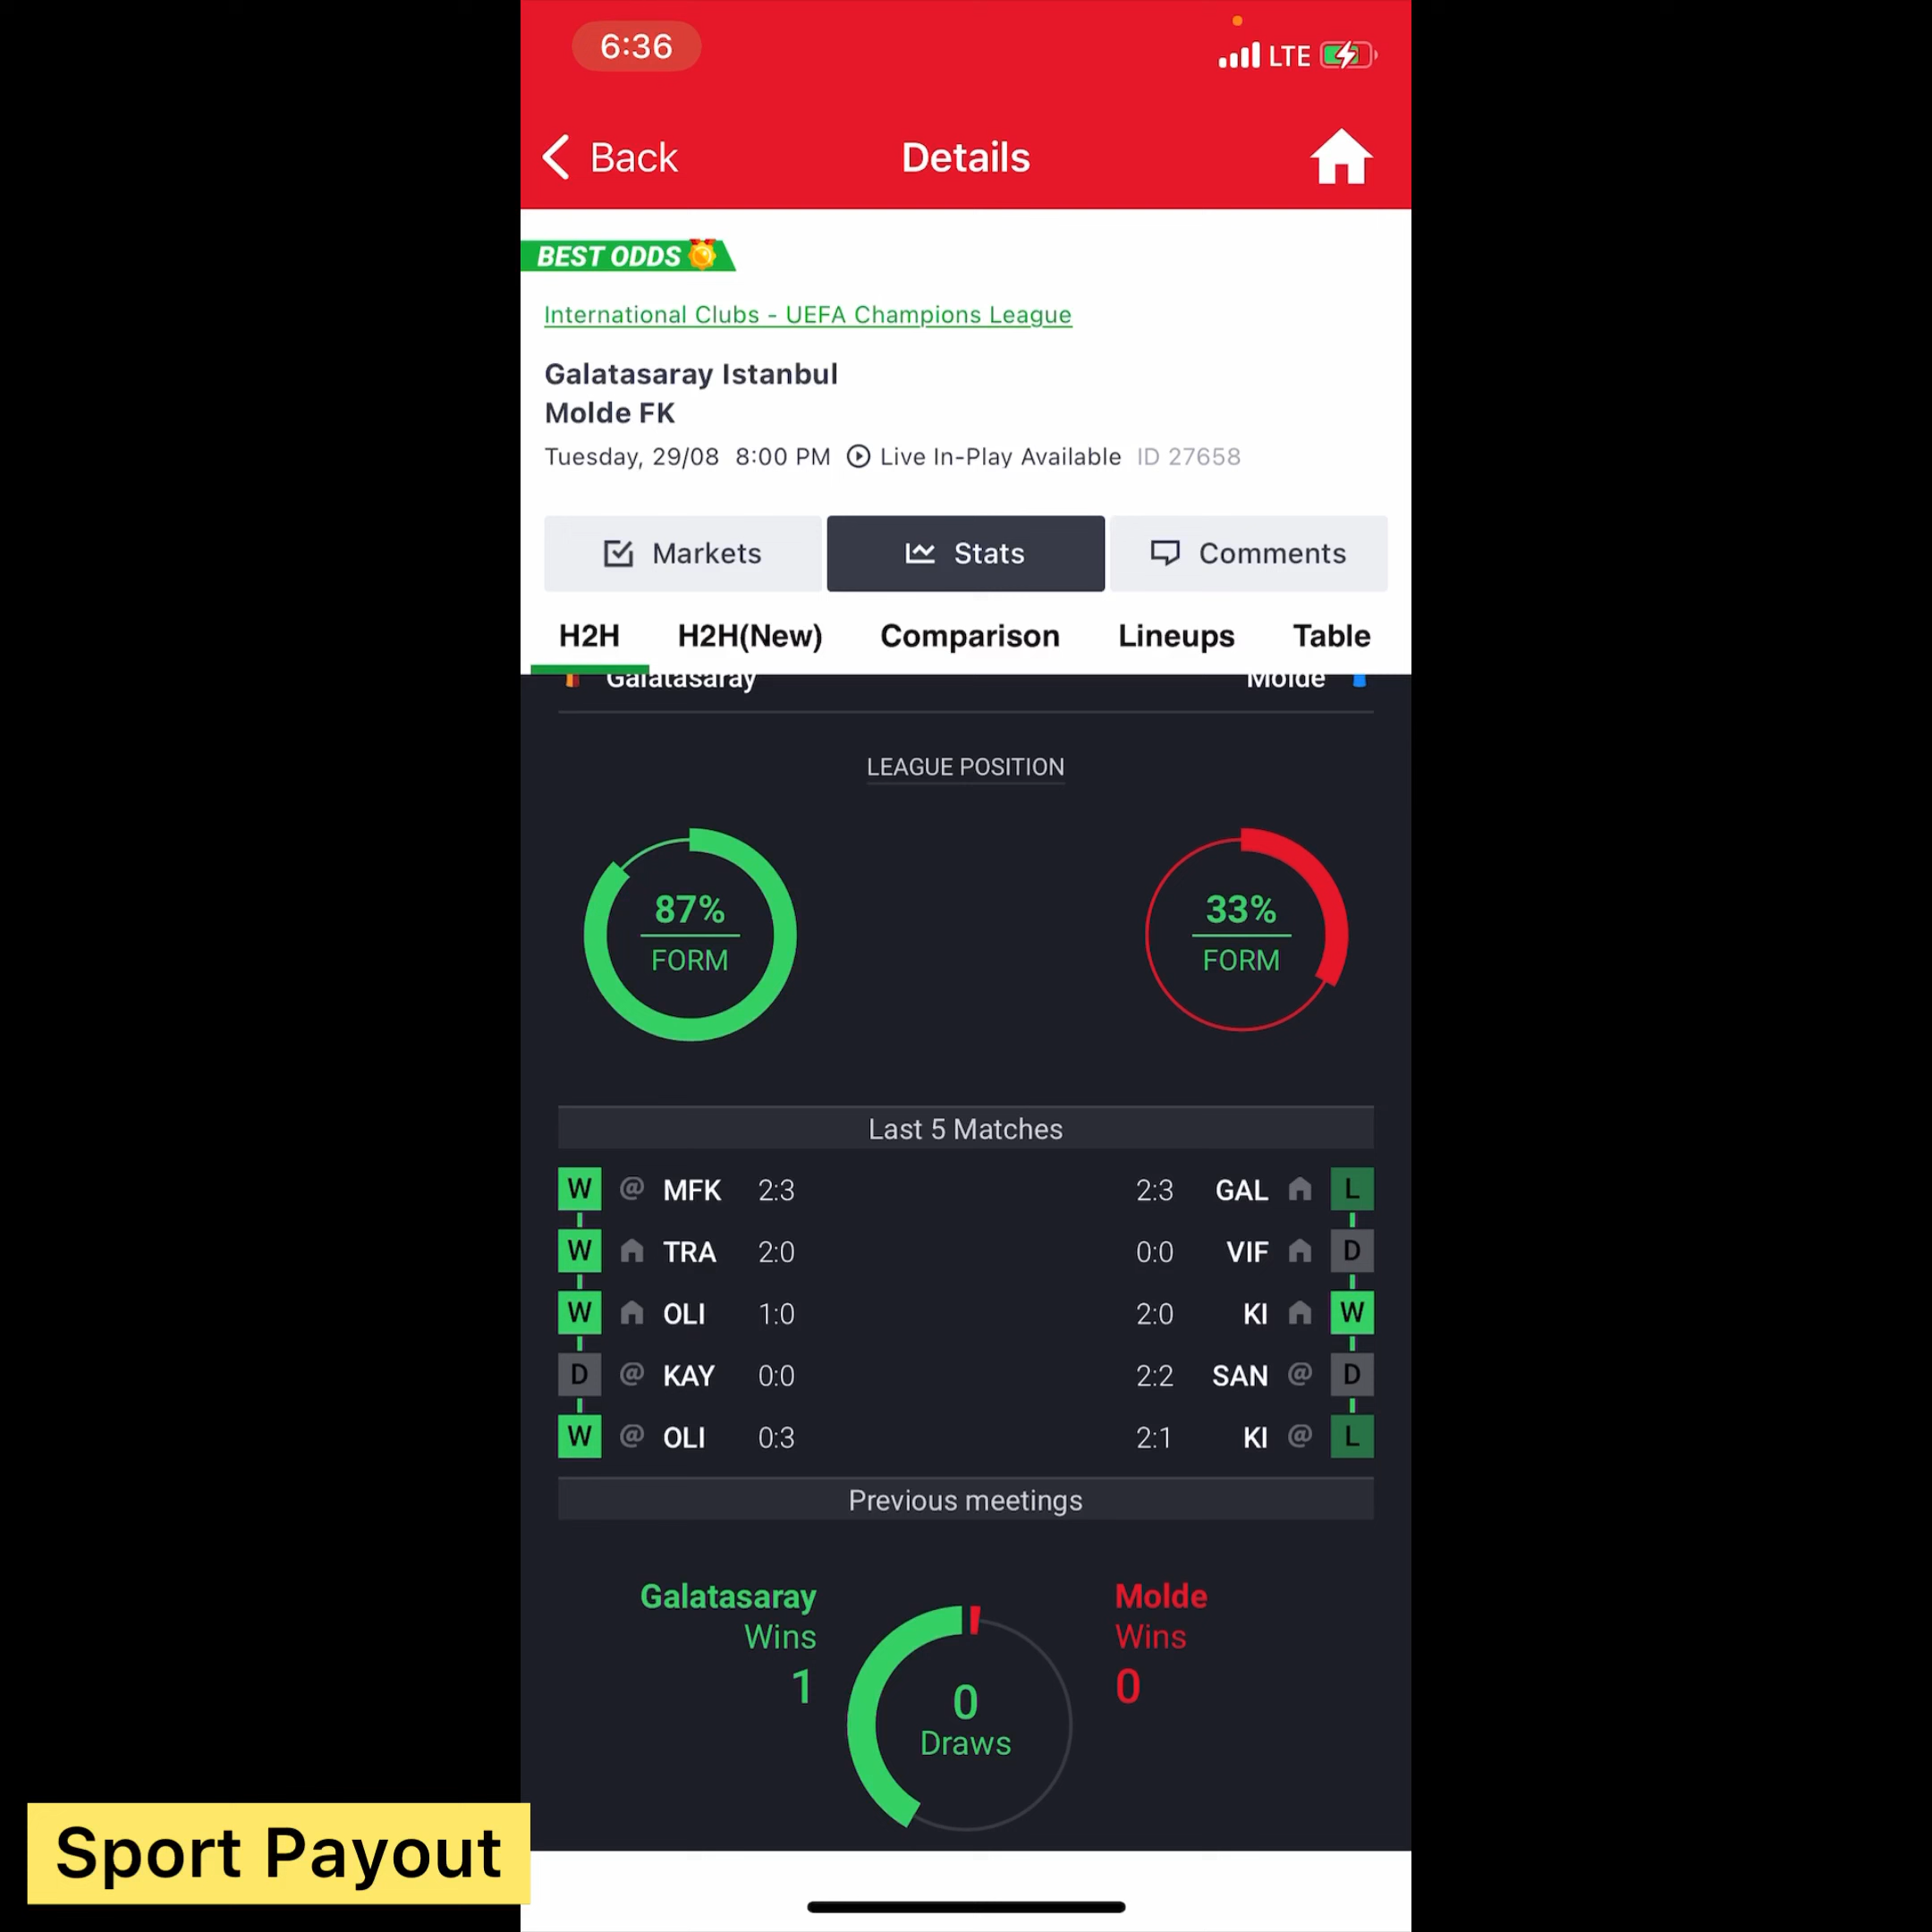 6:36
LTE
Back
Details
BEST ODDS
International Clubs - UEFA Champions League
Galatasaray Istanbul
Molde FK
Tuesday, 29/08 8:00 PM Live In-Play Available ID 27658
Markets
Stats
Comments
H2H H2H(New) Comparison Lineups Table
Galatasaray Molde
LEAGUE POSITION
87%
FORM
33%
FORM
Last 5 Matches
W @ MFK 2:3 2:3 GAL L
W TRA 2:0 0:0 VIF D
W OLI 1:0 2:0 KI W
D @ KAY 0:0 2:2 SAN @ D
W @ OLI 0:3 2:1 KI @ L
Previous meetings
Galatasaray
Wins
1
0
Draws
Molde
Wins
0
Sport Payout